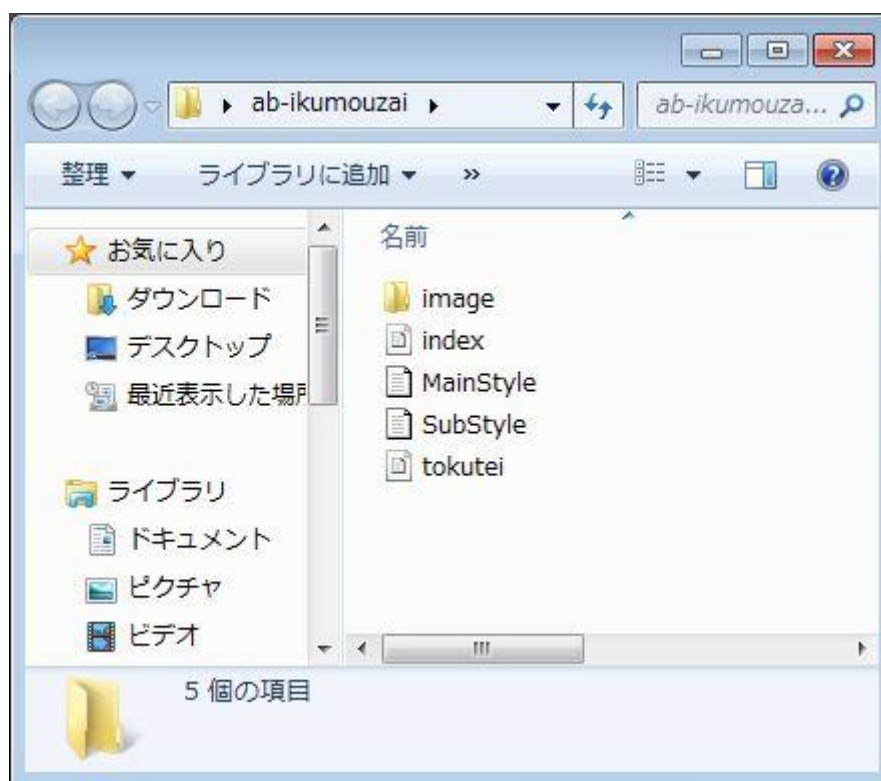 ab-ikumouzai
ab-ikumouza...
整理
ライブラリに追加
»
名前
お気に入り
ダウンロード
デスクトップ
最近表示した場
ライブラリ
ドキュメント
ピクチャ
ビデオ
image
index
MainStyle
SubStyle
tokutei
5 個の項目